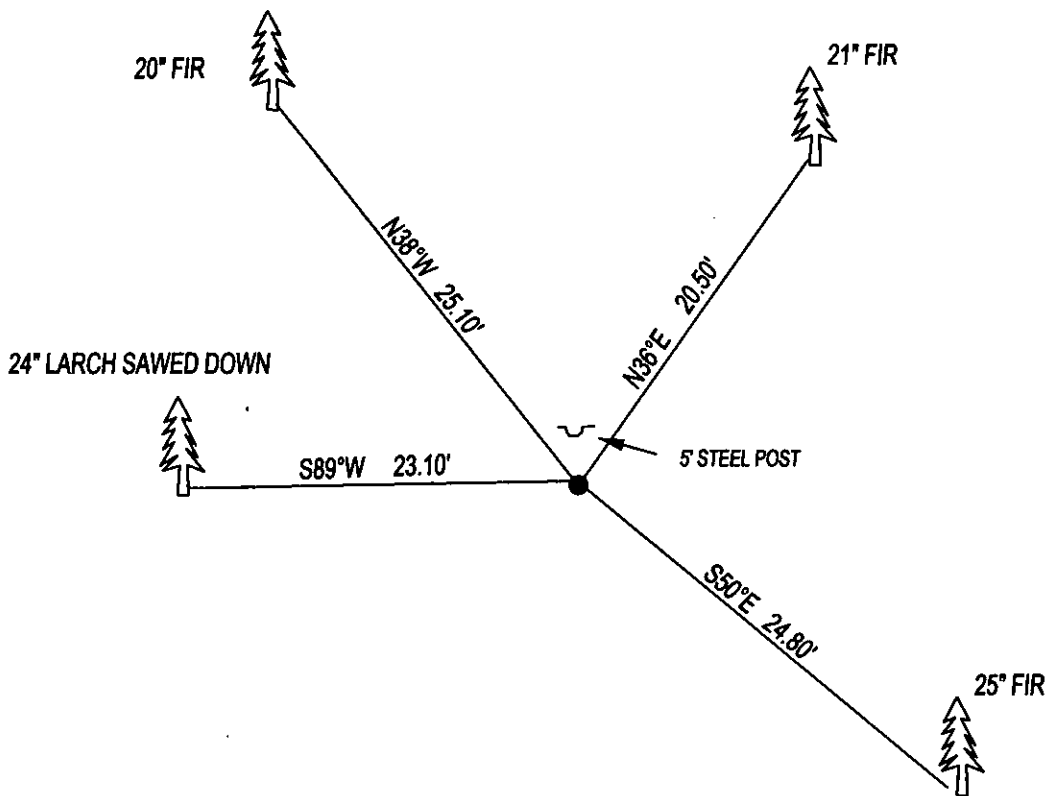 20" FIR
21" FIR
N38°W 25.10'
N36°E 20.50'
24" LARCH SAWED DOWN
S89°W 23.10'
5' STEEL POST
S50°E 24.80'
25" FIR